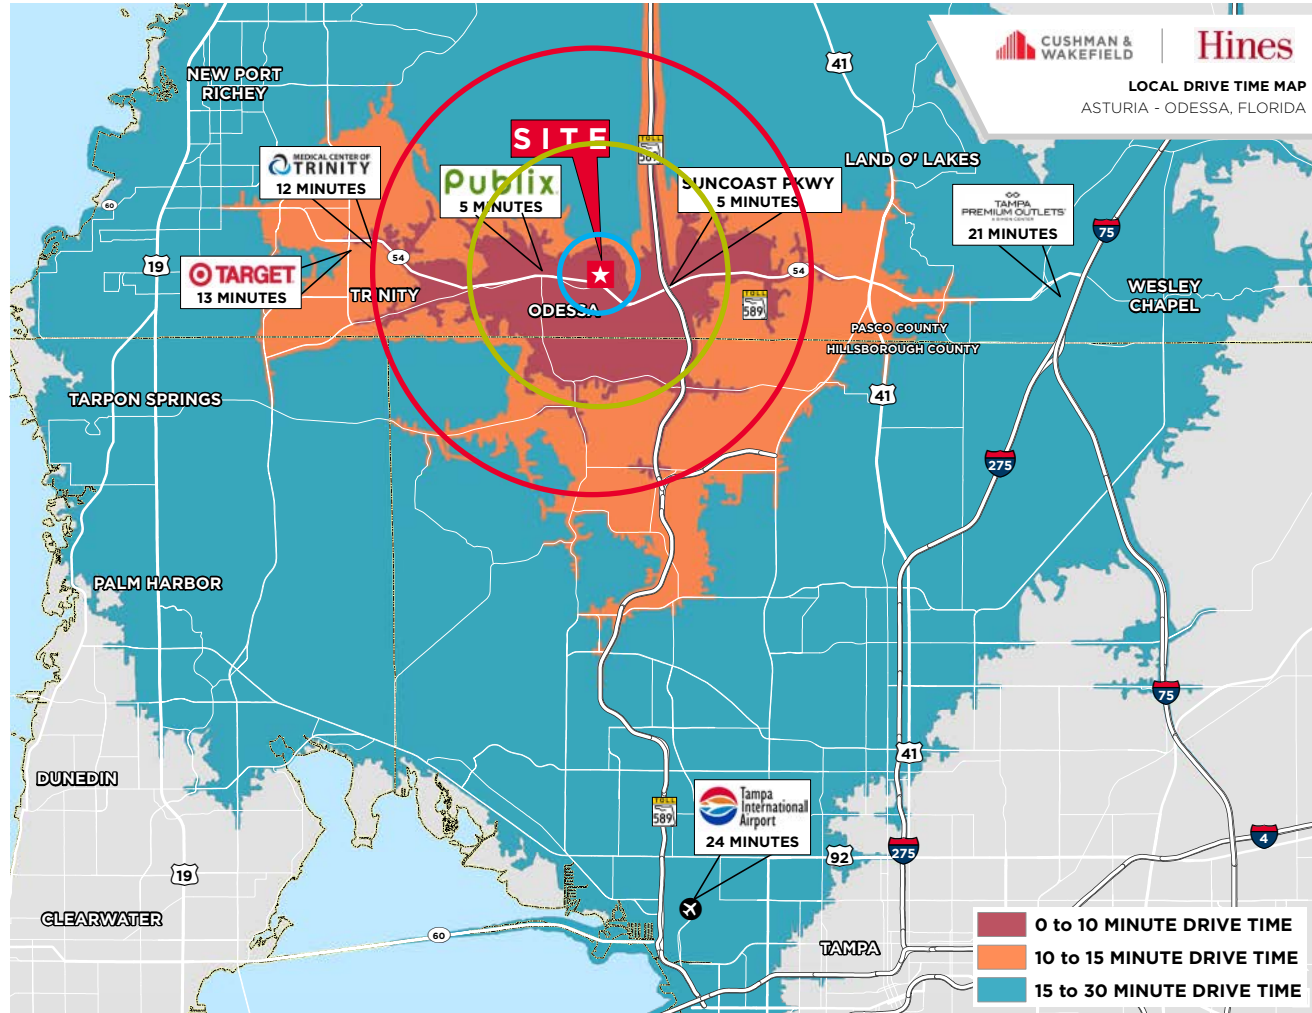 CUSHMAN &
WAKEFIELD
Hines
LOCAL DRIVE TIME MAP
ASTURIA - ODESSA, FLORIDA
41
NEW PORT
RICHEY
SITE
TOLL
589
MEDICAL CENTER OF
TRINITY
12 MINUTES
Publix
5 MINUTES
SUNCOAST PKWY
5 MINUTES
LAND O' LAKES
TAMPA
PREMIUM OUTLETS
21 MINUTES
60
75
19
54
54
TARGET
13 MINUTES
TRINITY
ODESSA
TOLL
589
WESLEY
CHAPEL
PASCO COUNTY
HILLSBOROUGH COUNTY
TARPON SPRINGS
41
275
PALM HARBOR
75
41
DUNEDIN
TOLL
589
Tampa
International
Airport
24 MINUTES
92
275
4
19
CLEARWATER
60
TAMPA
0 to 10 MINUTE DRIVE TIME
10 to 15 MINUTE DRIVE TIME
15 to 30 MINUTE DRIVE TIME